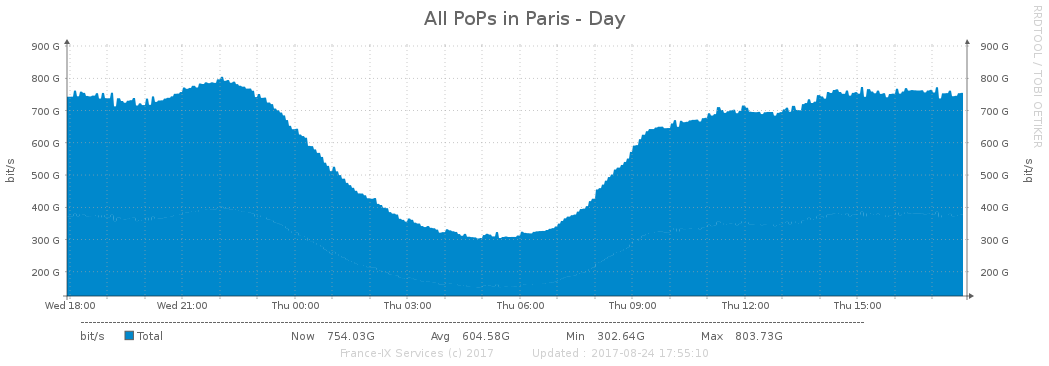 All PoPs in Paris - Day
RRDTOOL / TOBI OETIKER
900 G 900 G
800 G 800 G
700 G 700 G
600 G 600 G
500 G 500 G
400 G 400 G
300 G 300 G
200 G 200 G
bit/s bit/s
Wed 18:00 Wed 21:00 Thu 00:00 Thu 03:00 Thu 06:00 Thu 09:00 Thu 12:00 Thu 15:00
bit/s Total Now 754.03G Avg 604.58G Min 302.64G Max 803.73G
France-IX Services (c) 2017 Updated : 2017-08-24 17:55:10